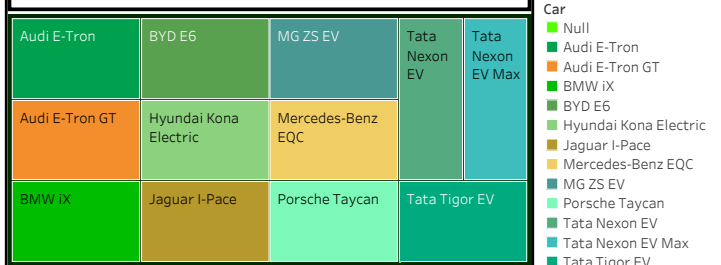 Audi E-Tron
BYD E6
MG ZS EV
Tata
Nexon
EV
Tata
Nexon
EV Max
Audi E-Tron GT
Hyundai Kona
Electric
Mercedes-Benz
EQC
BMW iX
Jaguar I-Pace
Porsche Taycan
Tata Tigor EV
Car
Null
Audi E-Tron
Audi E-Tron GT
BMW iX
BYD E6
Hyundai Kona Electric
Jaguar I-Pace
Mercedes-Benz EQC
MG ZS EV
Porsche Taycan
Tata Nexon EV
Tata Nexon EV Max
Tata Tigor EV